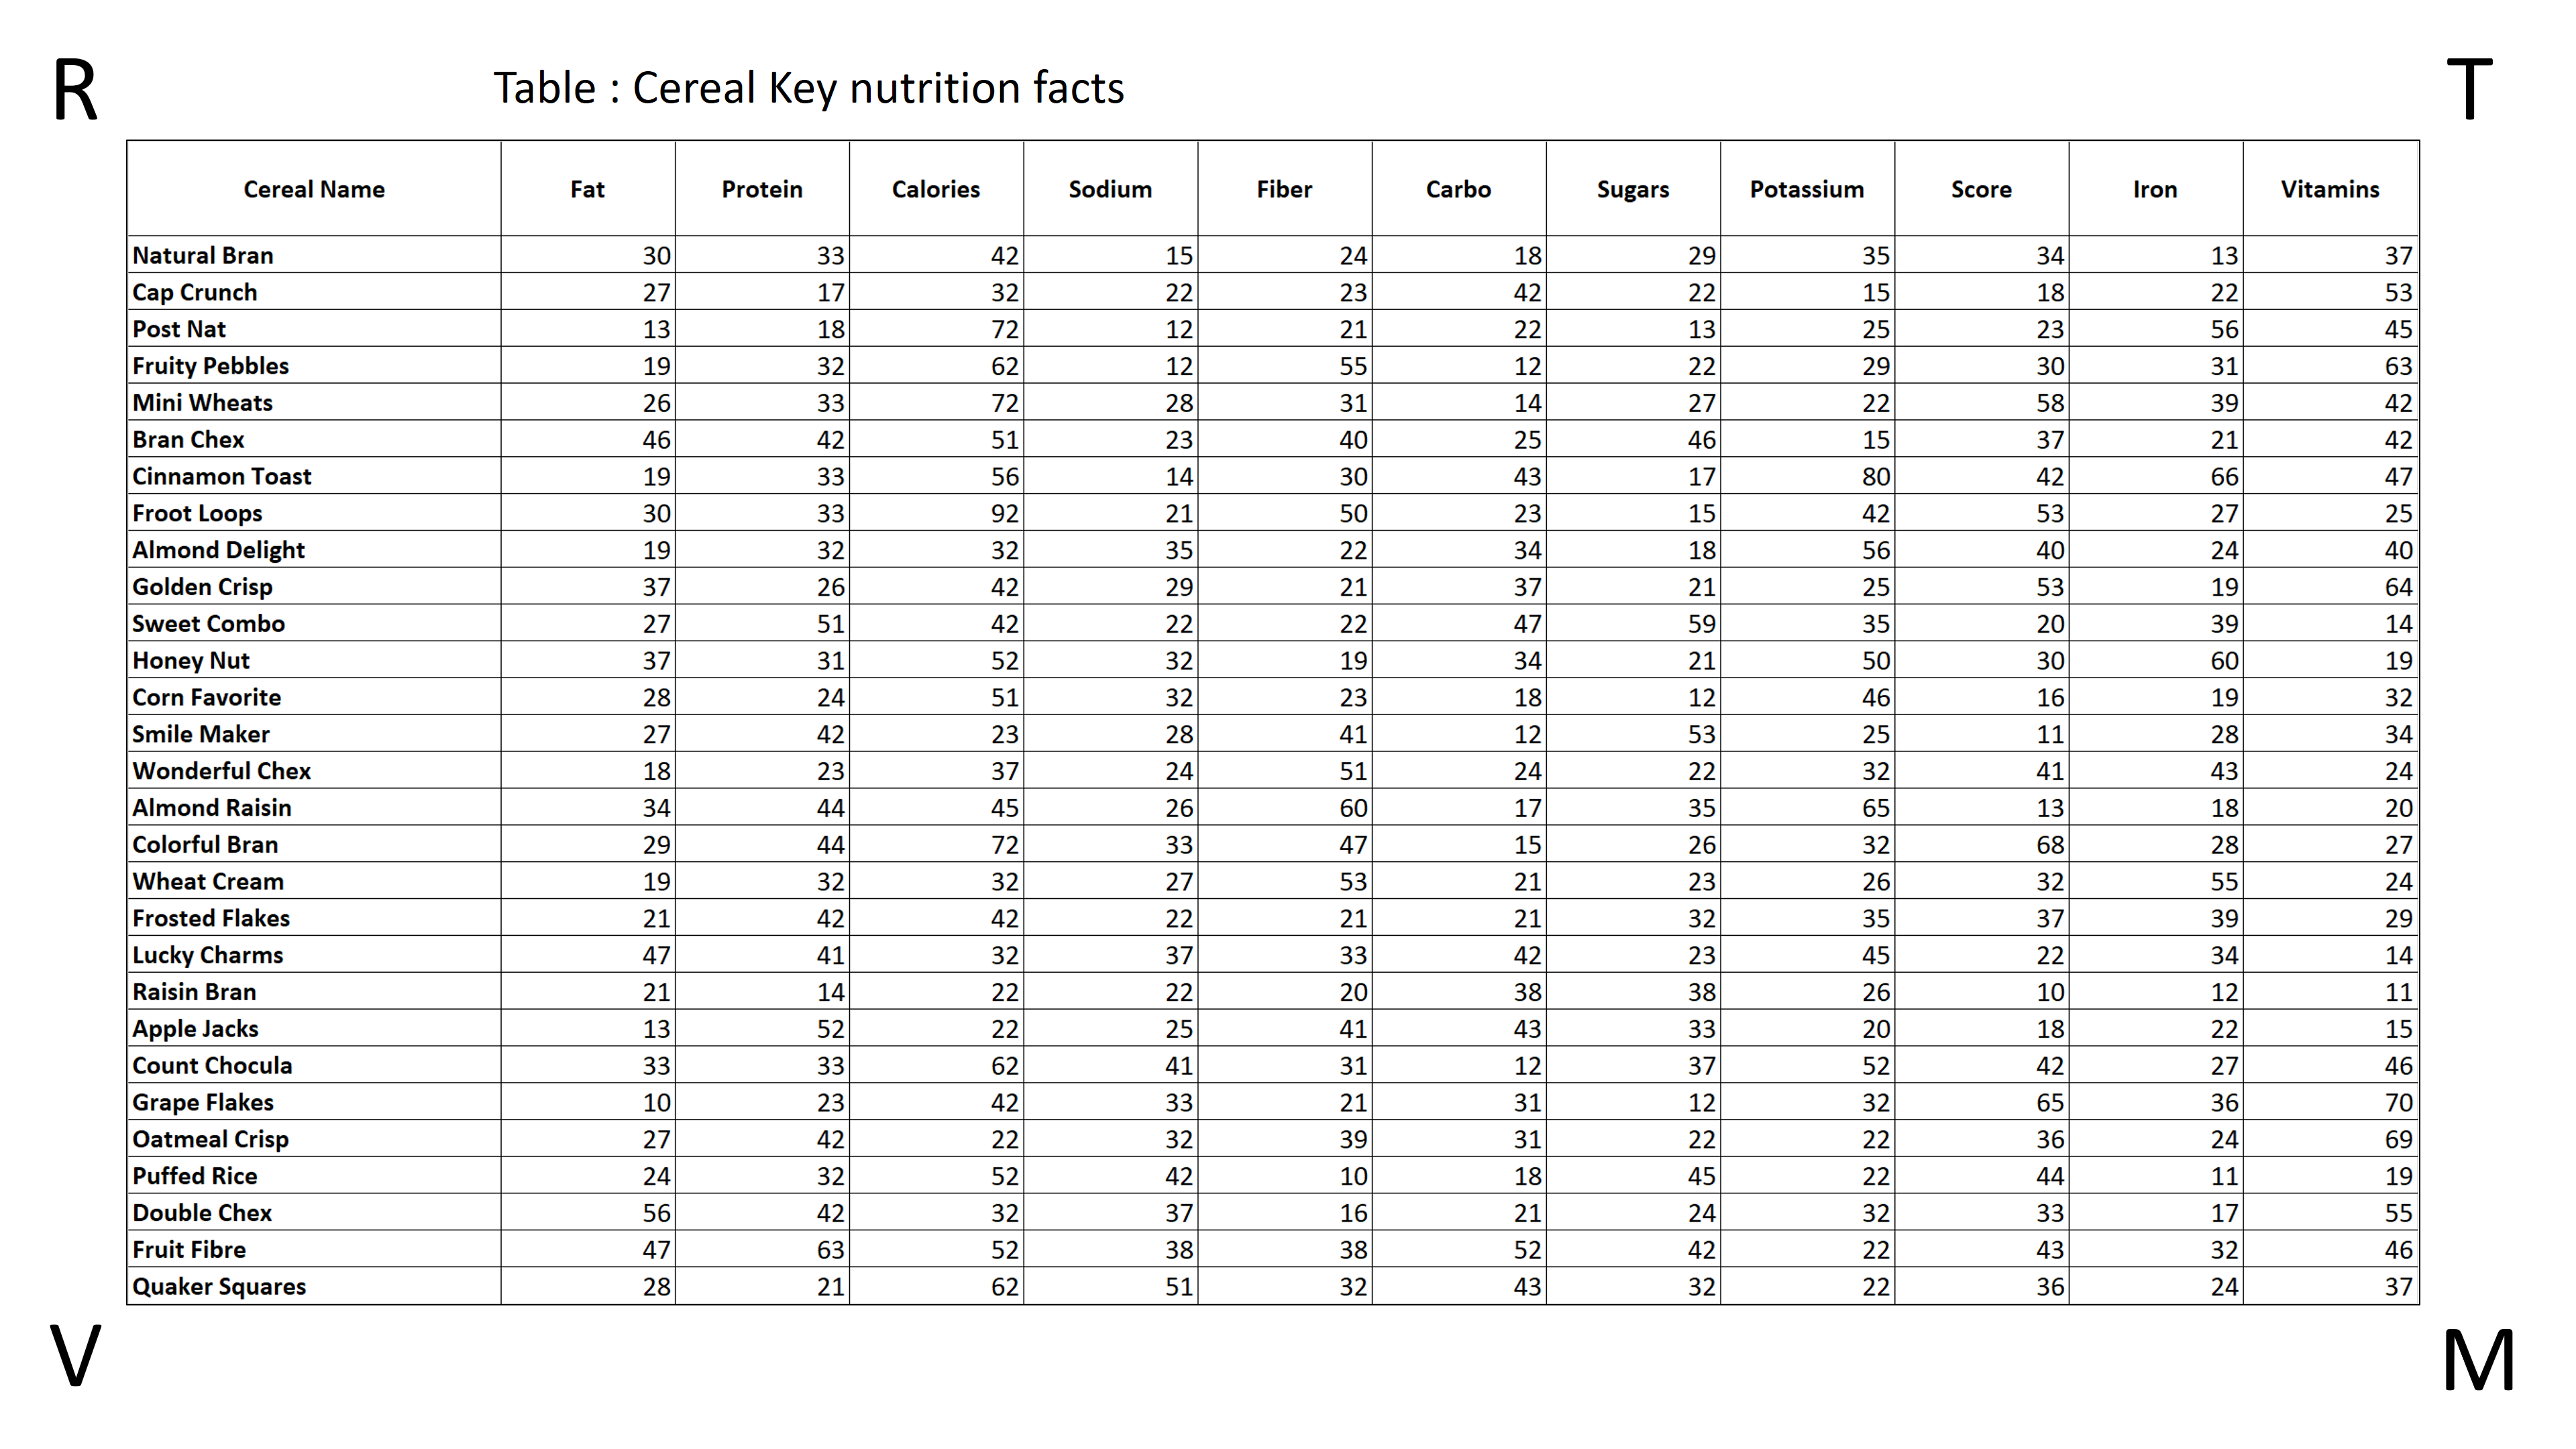 R Table : Cereal Key nutrition facts T
Cereal Name Fat Protein Calories Sodium Fiber Carbo Sugars Potassium Score Iron Vitamins
Natural Bran 30 33 42 15 24 18 29 35 34 13 37
Cap Crunch 27 17 32 22 23 42 22 15 18 22 53
Post Nat 13 18 72 12 21 22 13 25 23 56 45
Fruity Pebbles 19 32 62 12 55 12 22 29 30 31 63
Mini Wheats 26 33 72 28 31 14 27 22 58 39 42
Bran Chex 46 42 51 23 40 25 46 15 37 21 42
Cinnamon Toast 19 33 56 14 30 43 17 80 42 66 47
Froot Loops 30 33 92 21 50 23 15 42 53 27 25
Almond Delight 19 32 32 35 22 34 18 56 40 24 40
Golden Crisp 37 26 42 29 21 37 21 25 53 19 64
Sweet Combo 27 51 42 22 22 47 59 35 20 39 14
Honey Nut 37 31 52 32 19 34 21 50 30 60 19
Corn Favorite 28 24 51 32 23 18 12 46 16 19 32
Smile Maker 27 42 23 28 41 12 53 25 11 28 34
Wonderful Chex 18 23 37 24 51 24 22 32 41 43 24
Almond Raisin 34 44 45 26 60 17 35 65 13 18 20
Colorful Bran 29 44 72 33 47 15 26 32 68 28 27
Wheat Cream 19 32 32 27 53 21 23 26 32 55 24
Frosted Flakes 21 42 42 22 21 21 32 35 37 39 29
Lucky Charms 47 41 32 37 33 42 23 45 22 34 14
Raisin Bran 21 14 22 22 20 38 38 26 10 12 11
Apple Jacks 13 52 22 25 41 43 33 20 18 22 15
Count Chocula 33 33 62 41 31 12 37 52 42 27 46
Grape Flakes 10 23 42 33 21 31 12 32 65 36 70
Oatmeal Crisp 27 42 22 32 39 31 22 22 36 24 69
Puffed Rice 24 32 52 42 10 18 45 22 44 11 19
Double Chex 56 42 32 37 16 21 24 32 33 17 55
Fruit Fibre 47 63 52 38 38 52 42 22 43 32 46
Quaker Squares 28 21 62 51 32 43 32 22 36 24 37
V M